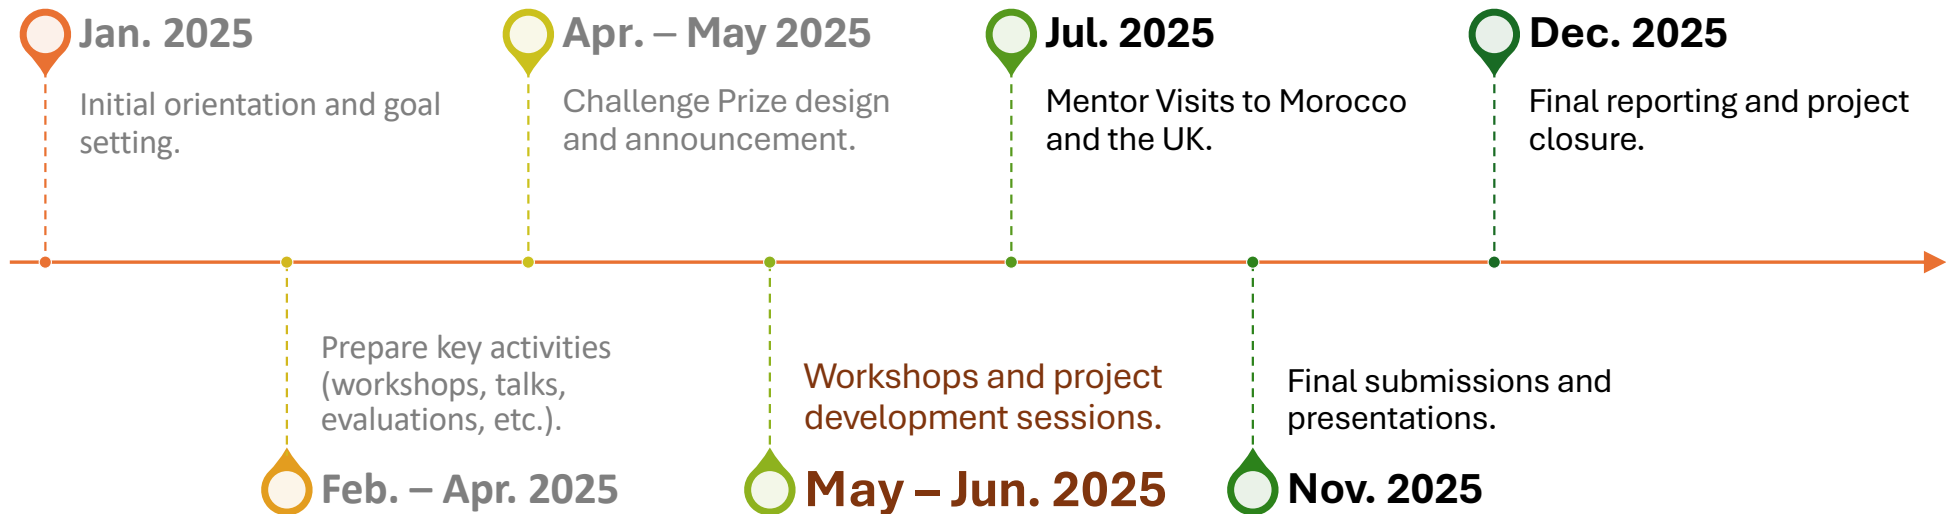 Jan. 2025
Initial orientation and goal
setting.
Apr. – May 2025
Challenge Prize design
and announcement.
Jul. 2025
Mentor Visits to Morocco
and the UK.
Dec. 2025
Final reporting and project
closure.
Prepare key activities
(workshops, talks,
evaluations, etc.).
Feb. – Apr. 2025
Workshops and project
development sessions.
May – Jun. 2025
Final submissions and
presentations.
Nov. 2025